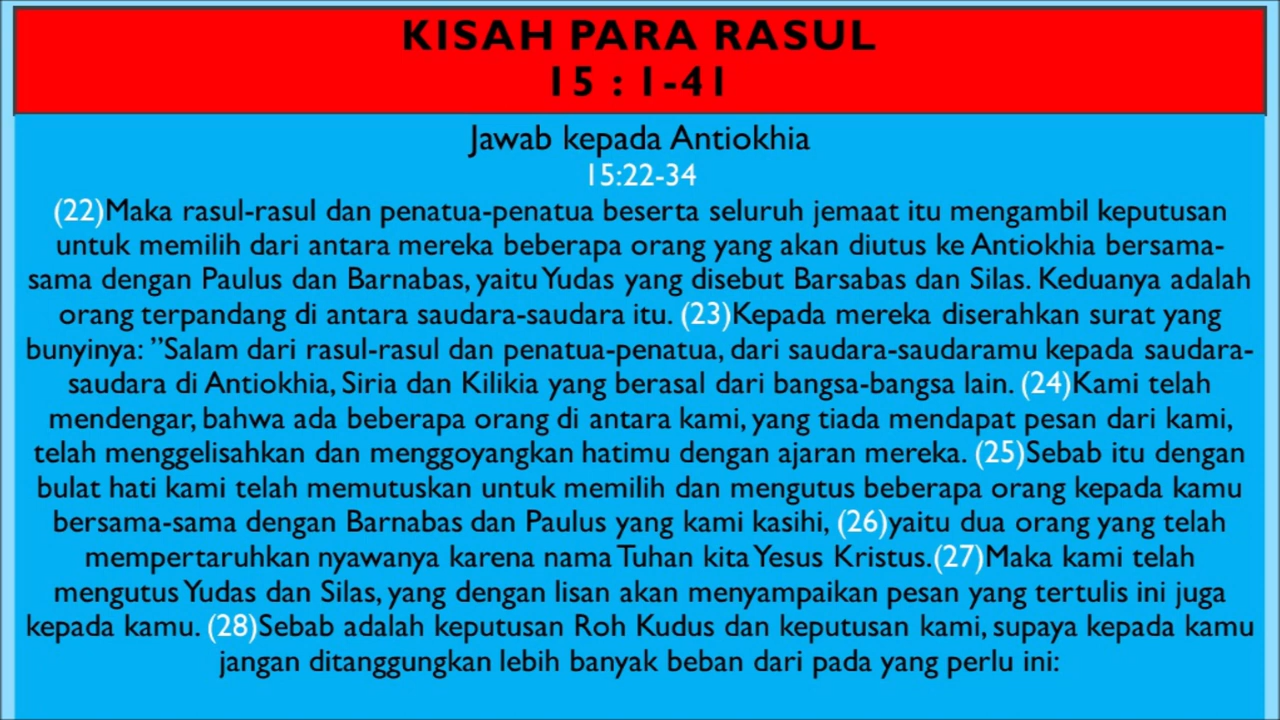 KISAH PARA RASUL
15 : 1-41
Jawab kepada Antiokhia
15:22-34
(22)Maka rasul-rasul dan penatua-penatua beserta seluruh jemaat itu mengambil keputusan
untuk memilih dari antara mereka beberapa orang yang akan diutus ke Antiokhia bersama-
sama dengan Paulus dan Barnabas, yaitu Yudas yang disebut Barsabas dan Silas. Keduanya adalah
orang terpandang di antara saudara-saudara itu. (23)Kepada mereka diserahkan surat yang
bunyinya: ”Salam dari rasul-rasul dan penatua-penatua, dari saudara-saudaramu kepada saudara-
saudara di Antiokhia, Siria dan Kilikia yang berasal dari bangsa-bangsa lain. (24)Kami telah
mendengar, bahwa ada beberapa orang di antara kami, yang tiada mendapat pesan dari kami,
telah menggelisahkan dan menggoyangkan hatimu dengan ajaran mereka. (25)Sebab itu dengan
bulat hati kami telah memutuskan untuk memilih dan mengutus beberapa orang kepada kamu
bersama-sama dengan Barnabas dan Paulus yang kami kasihi, (26)yaitu dua orang yang telah
mempertaruhkan nyawanya karena nama Tuhan kita Yesus Kristus.(27)Maka kami telah
mengutus Yudas dan Silas, yang dengan lisan akan menyampaikan pesan yang tertulis ini juga
kepada kamu. (28)Sebab adalah keputusan Roh Kudus dan keputusan kami, supaya kepada kamu
jangan ditanggungkan lebih banyak beban dari pada yang perlu ini: